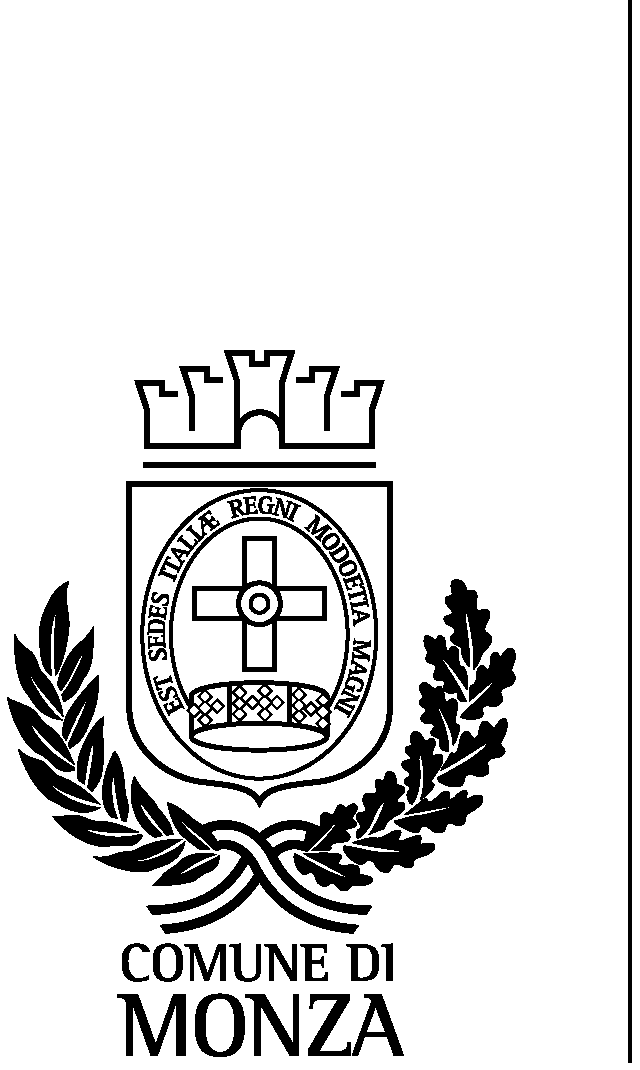 EST SEDES ITALIÆ REGNI MODOETIA MAGNI
COMUNE DI
MONZA